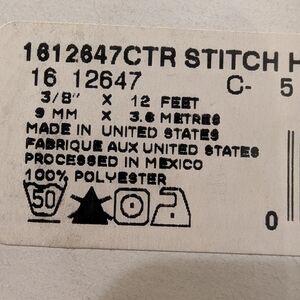 1612647CTR STITCH H
16 12647 C- 5
3/8" X 12 FEET
9 MM X 3.6 METRES
MADE IN UNITED STATES
FABRIQUE AUX UNITED STATES
PROCESSED IN MEXICO
100% POLYESTER
50
0